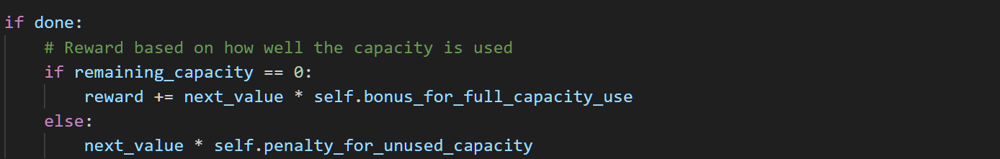 if done:
    # Reward based on how well the capacity is used
    if remaining_capacity == 0:
        reward += next_value * self.bonus_for_full_capacity_use
    else:
        next_value * self.penalty_for_unused_capacity